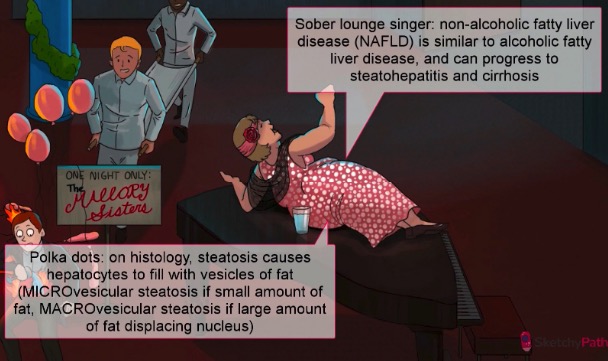 Sober lounge singer: non-alcoholic fatty liver
disease (NAFLD) is similar to alcoholic fatty
liver disease, and can progress to
steatohepatitis and cirrhosis
ONE NIGHT ONLY:
The
MALLORY
Sisters
Polka dots: on histology, steatosis causes
hepatocytes to fill with vesicles of fat
(MICROvesicular steatosis if small amount of
fat, MACROvesicular steatosis if large amount
of fat displacing nucleus)
SketchyPath